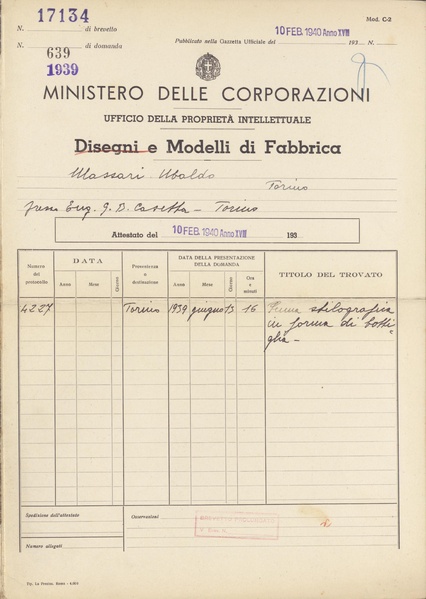 Mod. C-2
17134
N. di brevetto
10 FEB. 1940 Anno XVIII
Pubblicato nella Gazzetta Ufficiale del 193 N.
N. 639 di domanda
1939
MINISTERO DELLE CORPORAZIONI
UFFICIO DELLA PROPRIETÀ INTELLETTUALE
Disegni e Modelli di Fabbrica
Massari Ubaldo
Torino
presso Ing. G. D. Casetta - Torino
Attestato del 10 FEB. 1940 Anno XVIII 193
Numero del protocollo
DATA
Anno Mese Giorno
Provenienza e destinazione
DATA DELLA PRESENTAZIONE DELLA DOMANDA
Anno Mese Giorno Ora e minuti
TITOLO DEL TROVATO
4227 Torino 1939 giugno 13 16 Penna stilografica
in forma di botti
glia -
Spedizione dell'attestato
Osservazioni
Numero allegati
Tip. La Precisa, Roma -